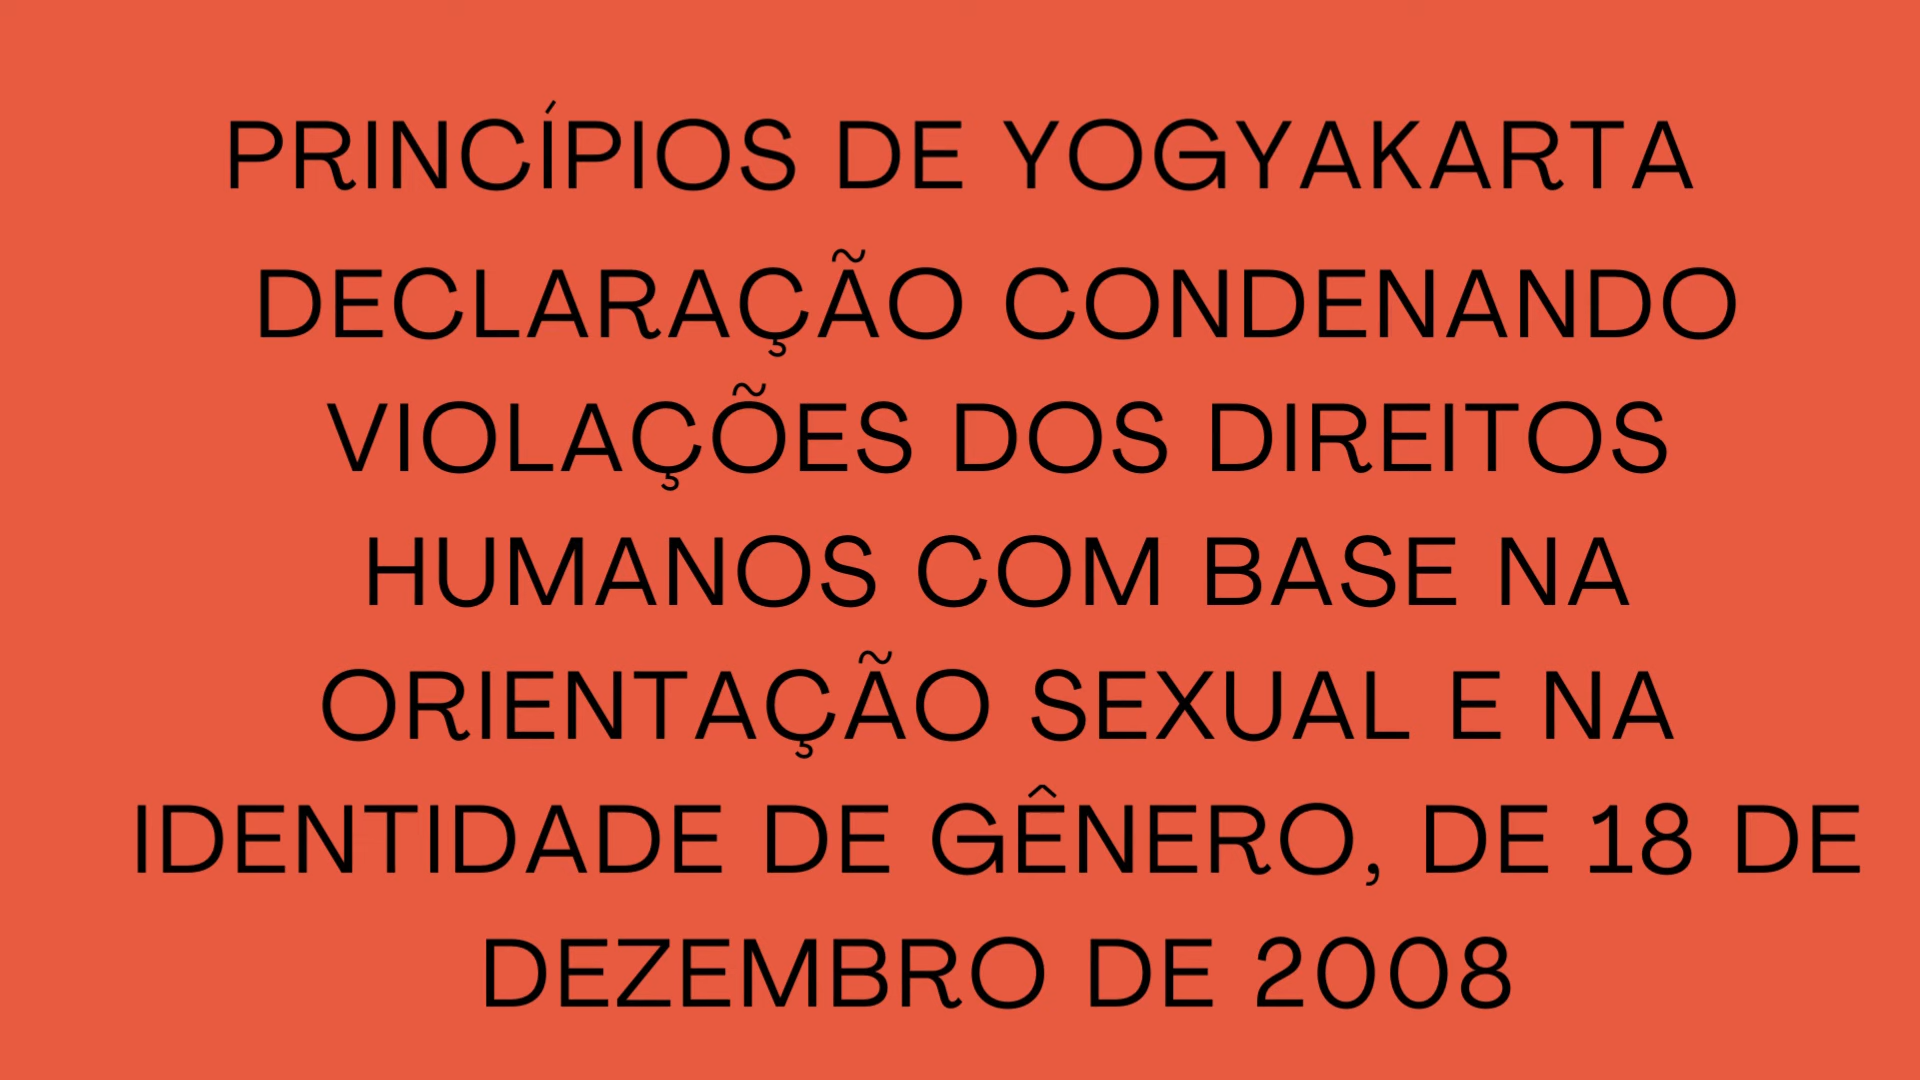 PRINCÍPIOS DE YOGYAKARTA
DECLARAÇÃO CONDENANDO
VIOLAÇÕES DOS DIREITOS
HUMANOS COM BASE NA
ORIENTAÇÃO SEXUAL E NA
IDENTIDADE DE GÊNERO, DE 18 DE
DEZEMBRO DE 2008